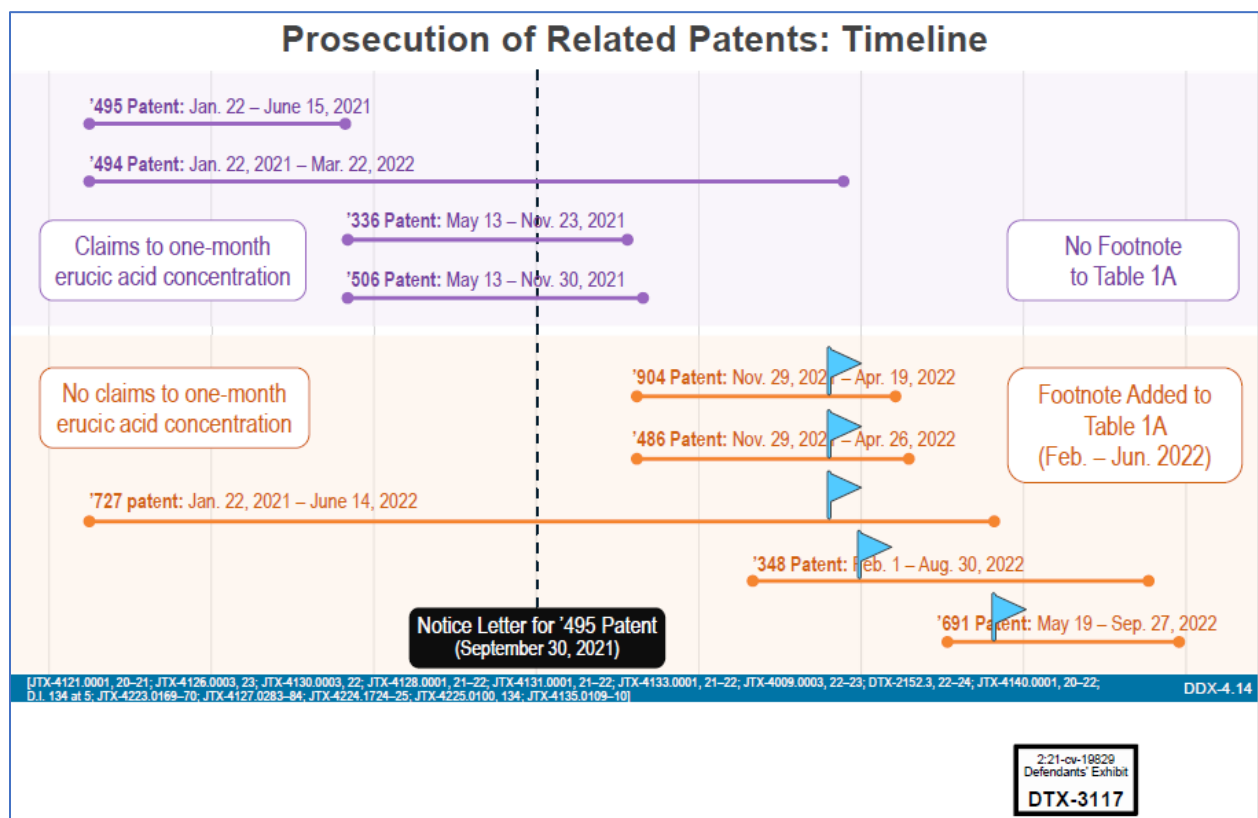 Prosecution of Related Patents: Timeline
'495 Patent: Jan. 22 – June 15, 2021
'494 Patent: Jan. 22, 2021 – Mar. 22, 2022
'336 Patent: May 13 – Nov. 23, 2021
'506 Patent: May 13 – Nov. 30, 2021
Claims to one-month
erucic acid concentration
No Footnote
to Table 1A
'904 Patent: Nov. 29, 2021 – Apr. 19, 2022
'486 Patent: Nov. 29, 2021 – Apr. 26, 2022
No claims to one-month
erucic acid concentration
Footnote Added to
Table 1A
(Feb. – Jun. 2022)
'727 patent: Jan. 22, 2021 – June 14, 2022
'348 Patent: Feb. 1 – Aug. 30, 2022
'691 Patent: May 19 – Sep. 27, 2022
Notice Letter for '495 Patent
(September 30, 2021)
[JTX-4121.0001, 20–21; JTX-4126.0003, 23; JTX-4130.0003, 22; JTX-4128.0001, 21–22; JTX-4131.0001, 21–22; JTX-4133.0001, 21–22; JTX-4009.0003, 22–23; DTX-2152.3, 22–24; JTX-4140.0001, 20–22;
D.I. 134 at 5; JTX-4223.0169–70; JTX-4127.0283–84; JTX-4224.1724–25; JTX-4225.0100, 134; JTX-4135.0109–10]
DDX-4.14
2:21-cv-19829
Defendants' Exhibit
DTX-3117